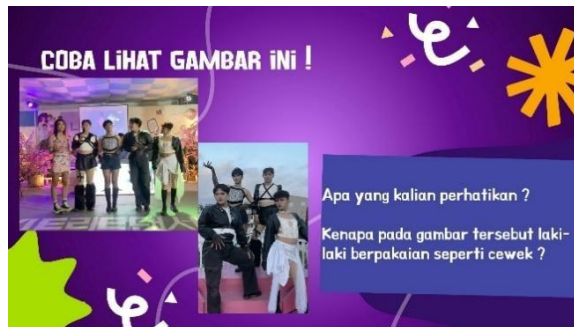 COBA LiHAT GAMBAR iNi !
Apa yang kalian perhatikan ?
Kenapa pada gambar tersebut laki-
laki berpakaian seperti cewek ?